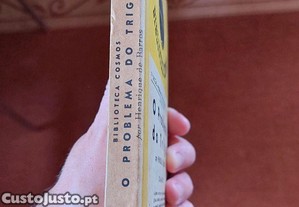 BIBLIOTECA COSMOS
O PROBLEMA DO TRIG
por Henrique de Barros
O
Custojusto.pt